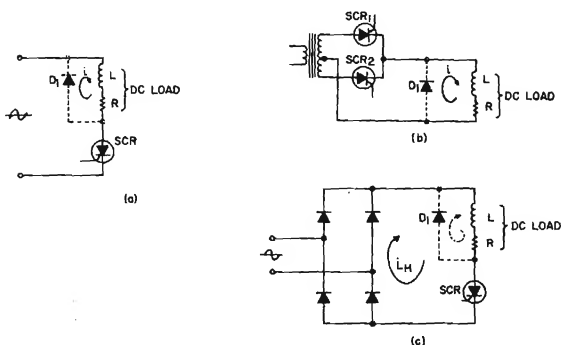 D1
i
L
R
DC LOAD
SCR
(a)
SCR1
SCR2
D1
i
L
R
DC LOAD
(b)
D1
L
R
DC LOAD
iH
SCR
(c)